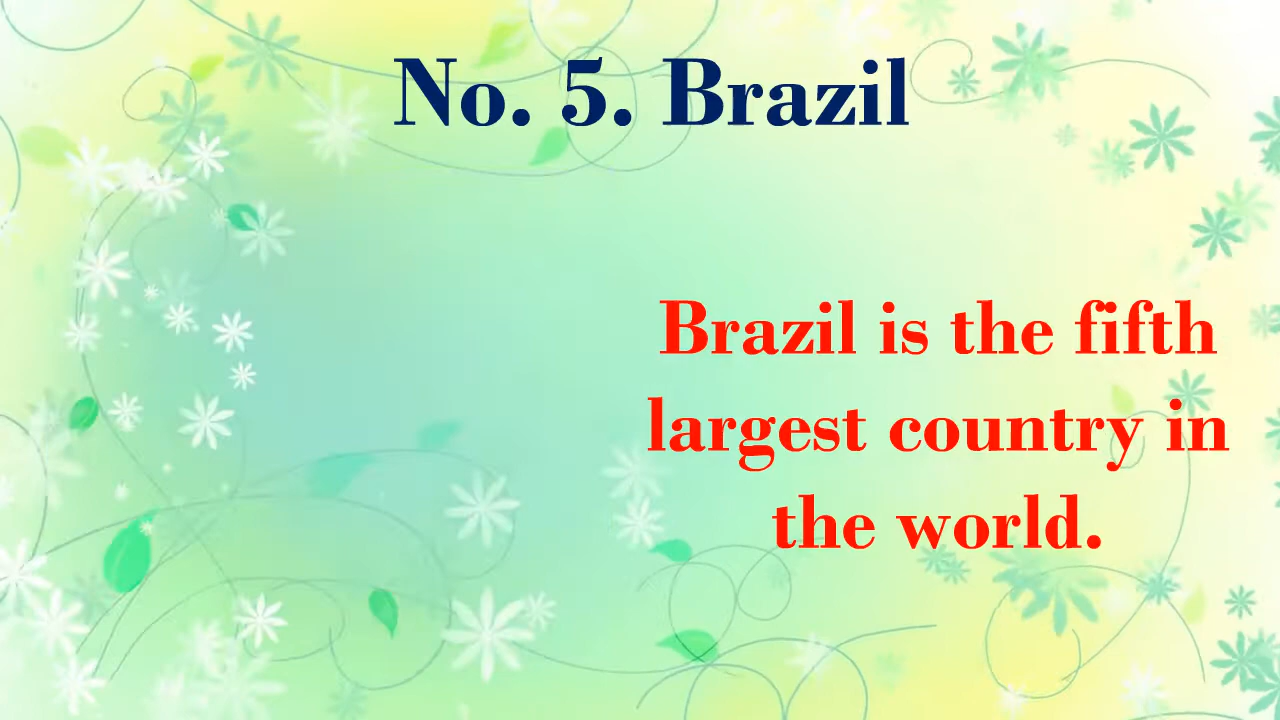 No. 5. Brazil
Brazil is the fifth
largest country in
the world.